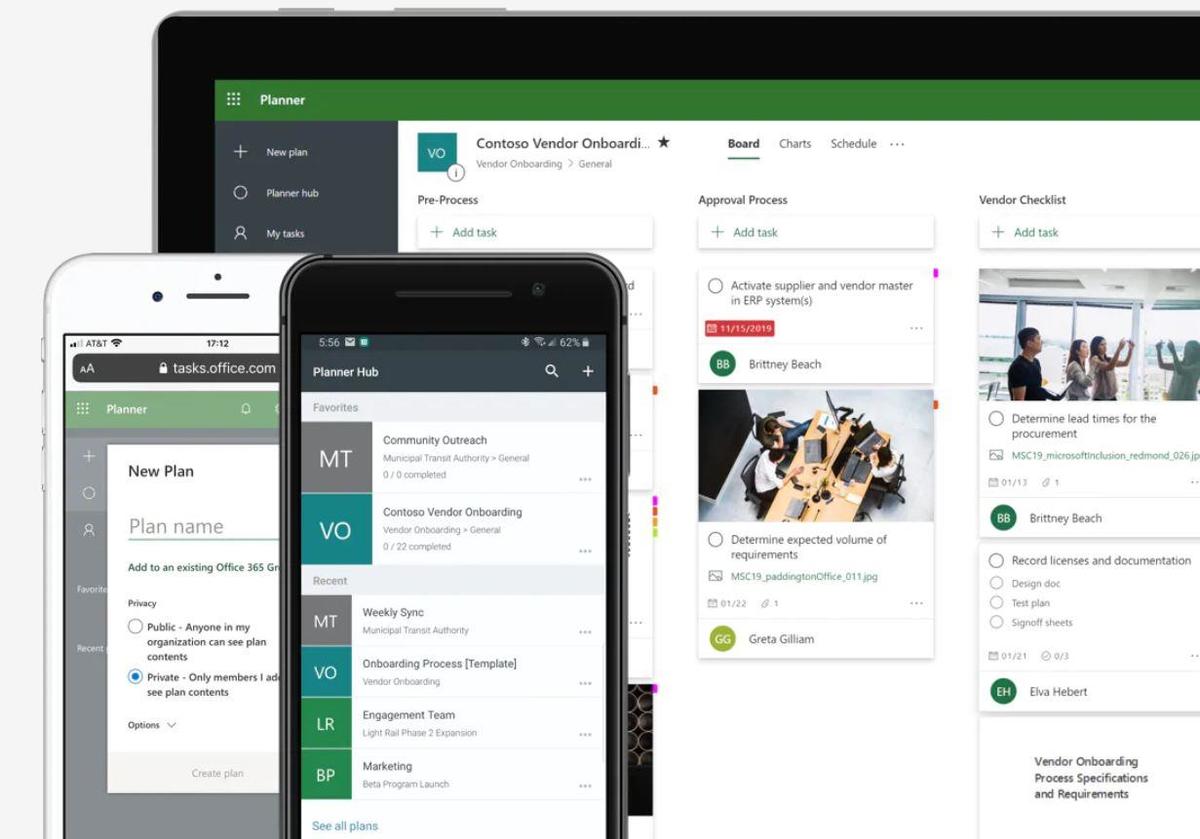 Planner
New plan
Planner hub
My tasks
VO
Contoso Vendor Onboardi...
Vendor Onboarding > General
Board
Charts
Schedule
Pre-Process
Add task
Approval Process
Add task
Activate supplier and vendor master
in ERP system(s)
11/15/2019
BB
Brittney Beach
Determine expected volume of
requirements
MSC19_paddingtonOffice_011.jpg
01/22
1
GG
Greta Gilliam
Vendor Checklist
Add task
Determine lead times for the
procurement
MSC19_microsoftInclusion_redmond_026.jp
01/13
1
BB
Brittney Beach
Record licenses and documentation
Design doc
Test plan
Signoff sheets
01/21
0/3
EH
Elva Hebert
Vendor Onboarding
Process Specifications
and Requirements
AT&T
17:12
AA
tasks.office.com
Planner
New Plan
Plan name
Add to an existing Office 365 Gr
Privacy
Public - Anyone in my
organization can see plan
contents
Private - Only members I ad
see plan contents
Options
Create plan
Favorite
Recent
5:56
62%
Planner Hub
Favorites
MT
Community Outreach
Municipal Transit Authority > General
0 / 0 completed
VO
Contoso Vendor Onboarding
Vendor Onboarding > General
0 / 22 completed
Recent
MT
Weekly Sync
Municipal Transit Authority
VO
Onboarding Process [Template]
Vendor Onboarding
LR
Engagement Team
Light Rail Phase 2 Expansion
BP
Marketing
Beta Program Launch
See all plans